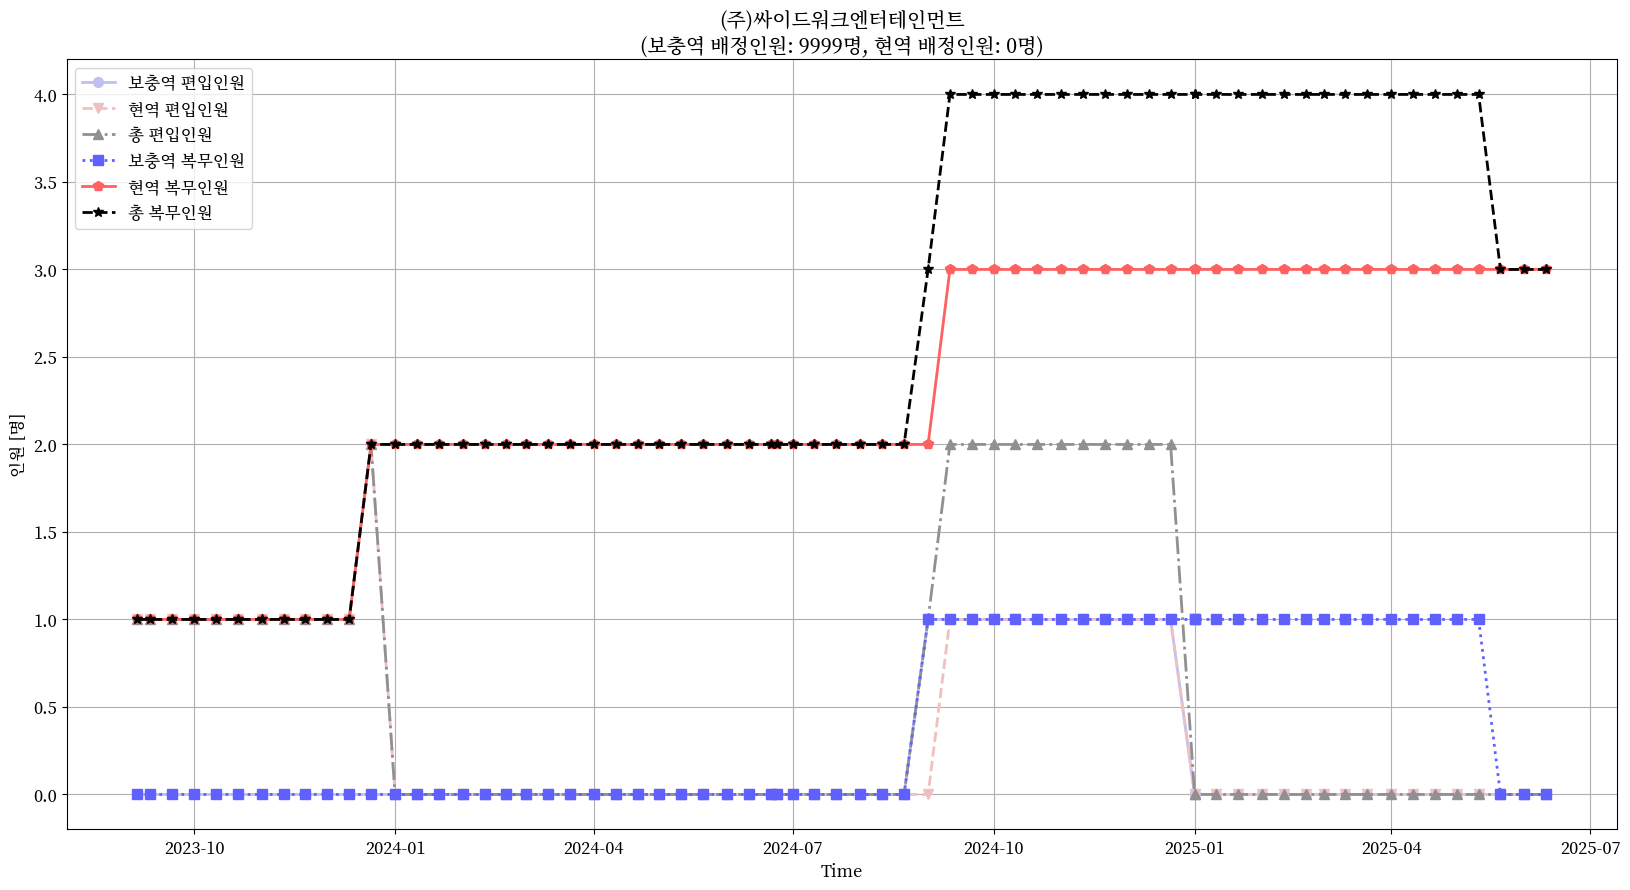 (주)싸이드워크엔터테인먼트
(보충역 배정인원: 9999명, 현역 배정인원: 0명)
보충역 편입인원
현역 편입인원
총 편입인원
보충역 복무인원
현역 복무인원
총 복무인원
4.0
3.5
3.0
2.5
2.0
1.5
1.0
0.5
0.0
인원 [명]
2023-10
2024-01
2024-04
2024-07
2024-10
2025-01
2025-04
2025-07
Time